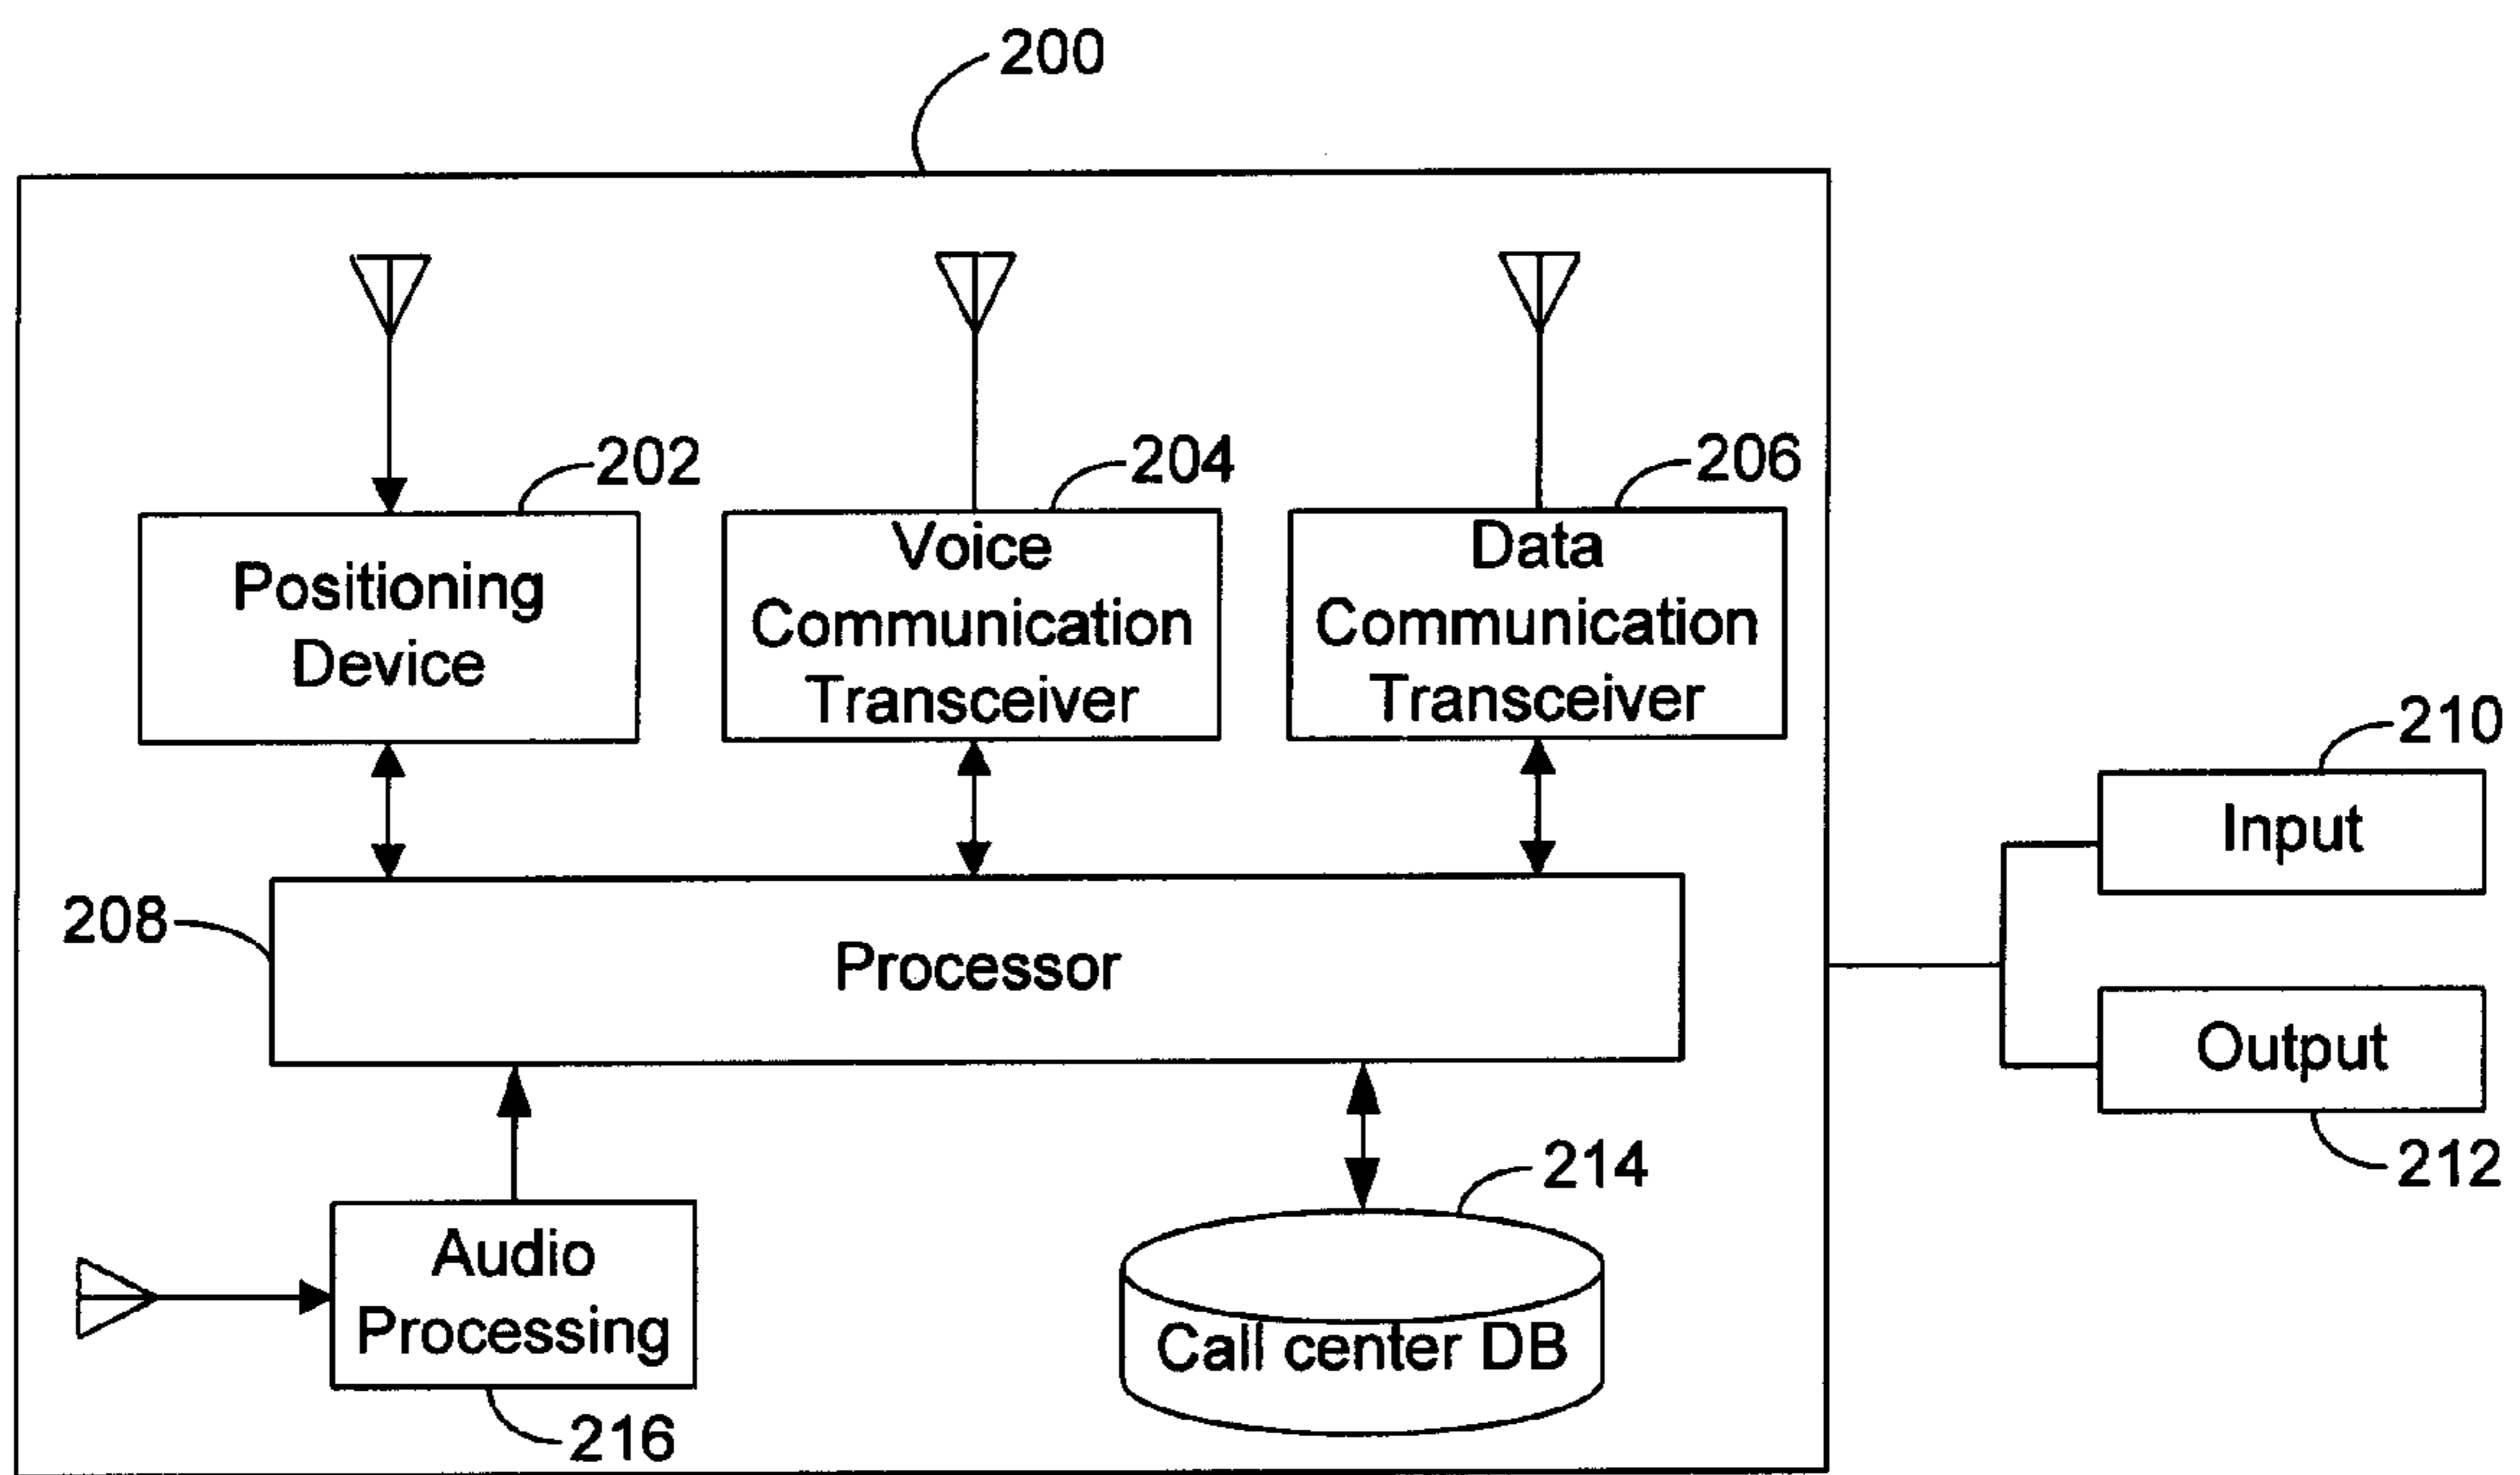 200
202
204
206
Positioning
Device
Voice
Communication
Transceiver
Data
Communication
Transceiver
210
Input
208
Processor
Output
212
214
Audio
Processing
Call center DB
216